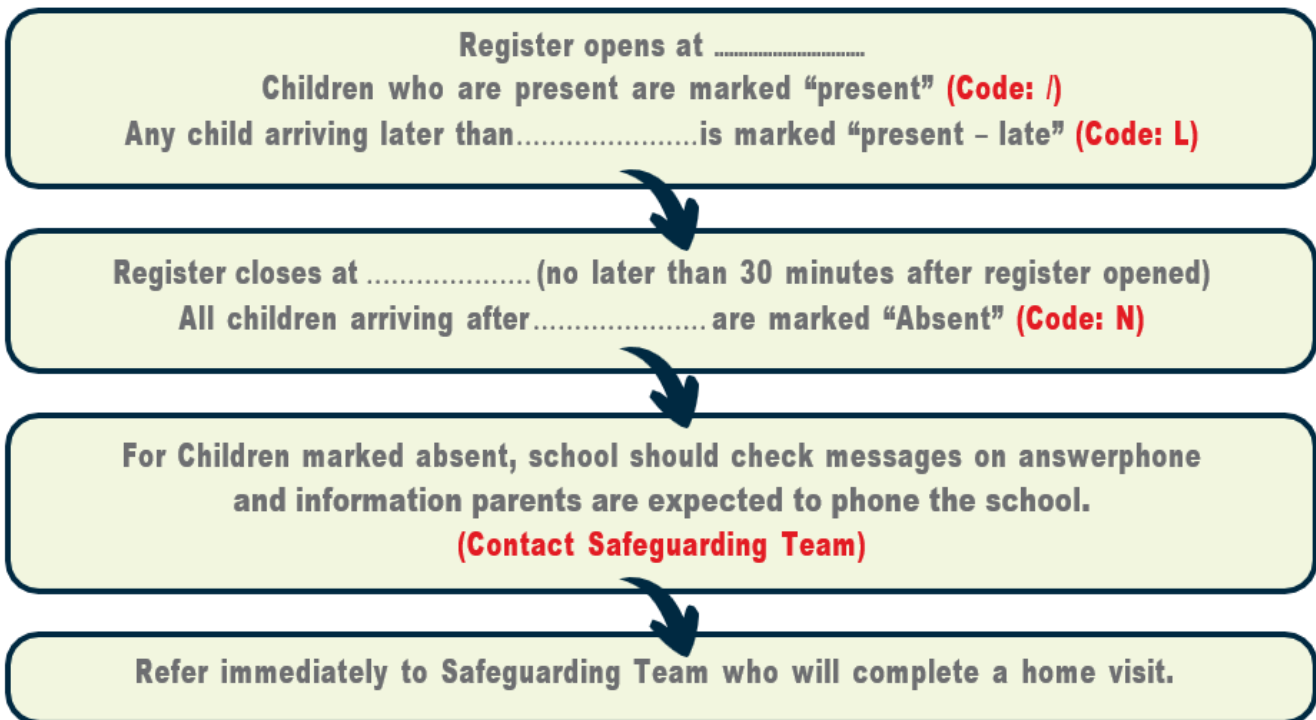 Register opens at ..............................
Children who are present are marked “present” (Code: /)
Any child arriving later than......................is marked “present – late” (Code: L)
Register closes at .................... (no later than 30 minutes after register opened)
All children arriving after..................... are marked “Absent” (Code: N)
For Children marked absent, school should check messages on answerphone
and information parents are expected to phone the school.
(Contact Safeguarding Team)
Refer immediately to Safeguarding Team who will complete a home visit.